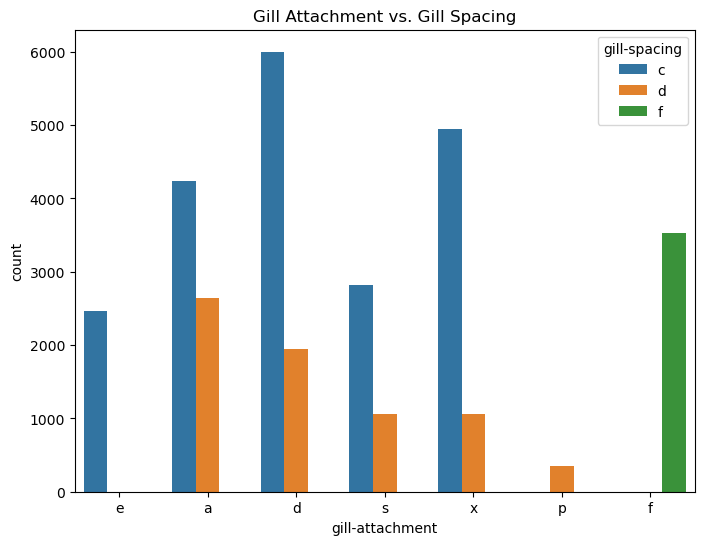 Gill Attachment vs. Gill Spacing
6000
5000
4000
3000
2000
1000
0
count
gill-spacing
c
d
f
e a d s x p f
gill-attachment